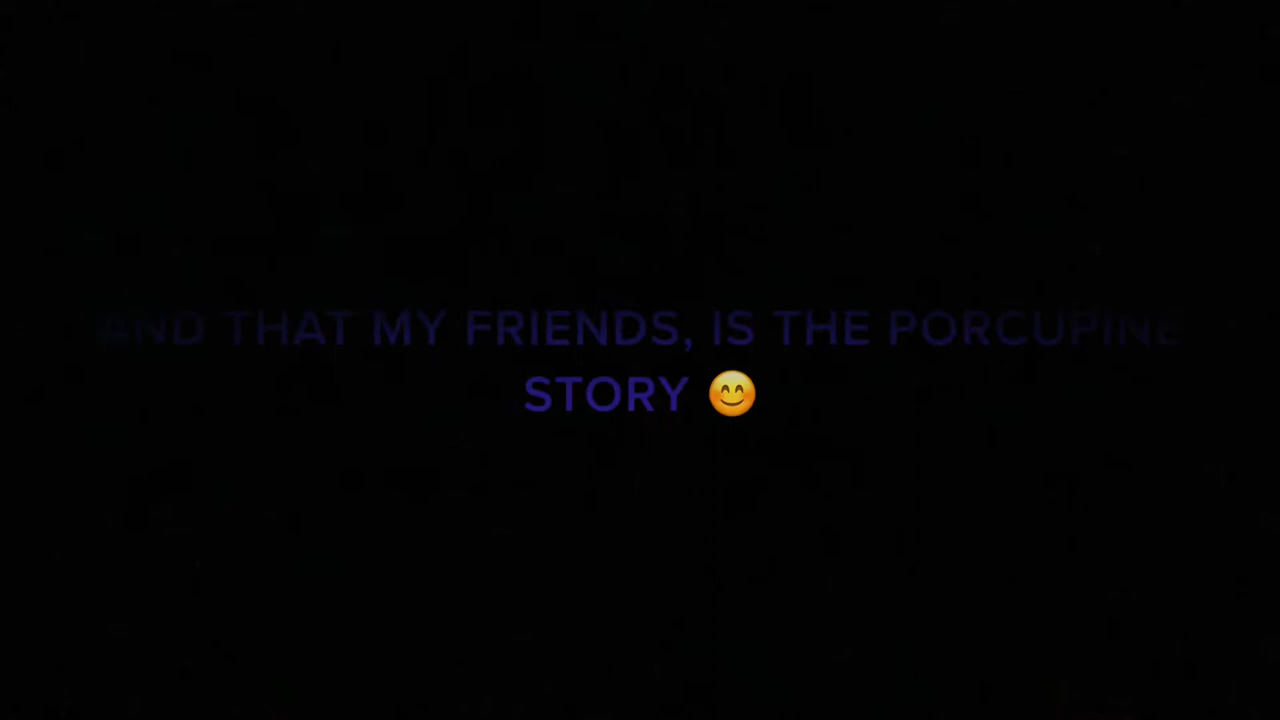 AND THAT MY FRIENDS, IS THE PORCUPINE
STORY 😊